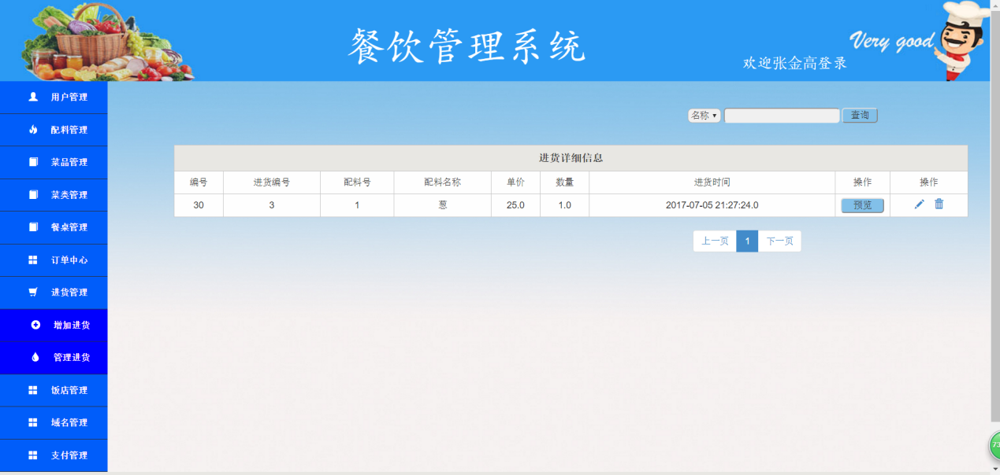 餐饮管理系统
Very good
欢迎张金高登录
用户管理
配料管理
菜品管理
菜类管理
餐桌管理
订单中心
进货管理
增加进货
管理进货
饭店管理
域名管理
支付管理
名称 查询
进货详细信息
编号 进货编号 配料号 配料名称 单价 数量 进货时间 操作 操作
30 3 1 葱 25.0 1.0 2017-07-05 21:27:24.0 预览
上一页 1 下一页